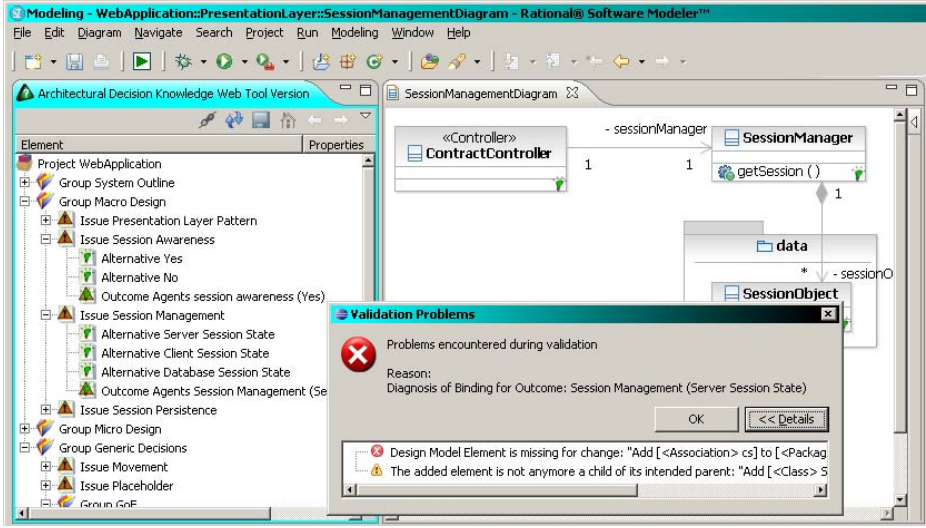 Modeling - WebApplication::PresentationLayer::SessionManagementDiagram - Rational® Software Modeler™
File Edit Diagram Navigate Search Project Run Modeling Window Help
Architectural Decision Knowledge Web Tool Version
SessionManagementDiagram
Element Properties
Project WebApplication
Group System Outline
Group Macro Design
Issue Presentation Layer Pattern
Issue Session Awareness
Alternative Yes
Alternative No
Outcome Agents session awareness (Yes)
Issue Session Management
Alternative Server Session State
Alternative Client Session State
Alternative Database Session State
Outcome Agents Session Management (Se
Issue Session Persistence
Group Micro Design
Group Generic Decisions
Issue Movement
Issue Placeholder
Group GoF
«Controller»
ContractController
- sessionManager
1
1
SessionManager
getSession ( )
1
data
*
- sessionO
SessionObject
Validation Problems
Problems encountered during validation
Reason:
Diagnosis of Binding for Outcome: Session Management (Server Session State)
OK
<< Details
Design Model Element is missing for change: "Add [<Association> cs] to [<Packag
The added element is not anymore a child of its intended parent: "Add [<Class> S